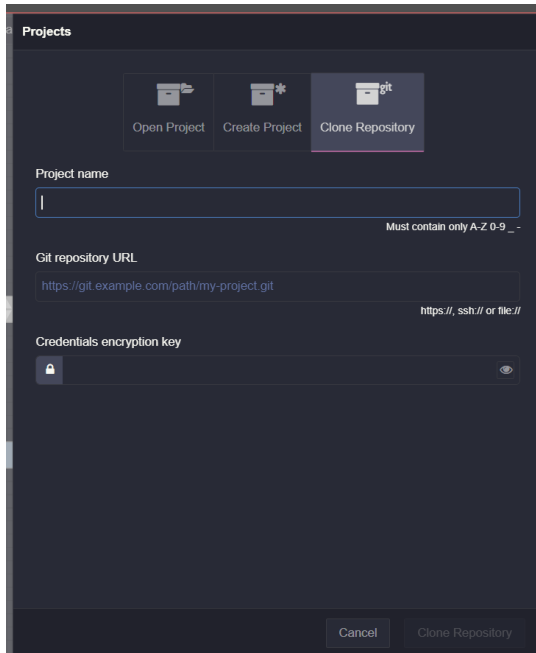 Projects
git
Open Project
Create Project
Clone Repository
Project name
Must contain only A-Z 0-9 _ -
Git repository URL
https://git.example.com/path/my-project.git
https://, ssh:// or file://
Credentials encryption key
Cancel
Clone Repository